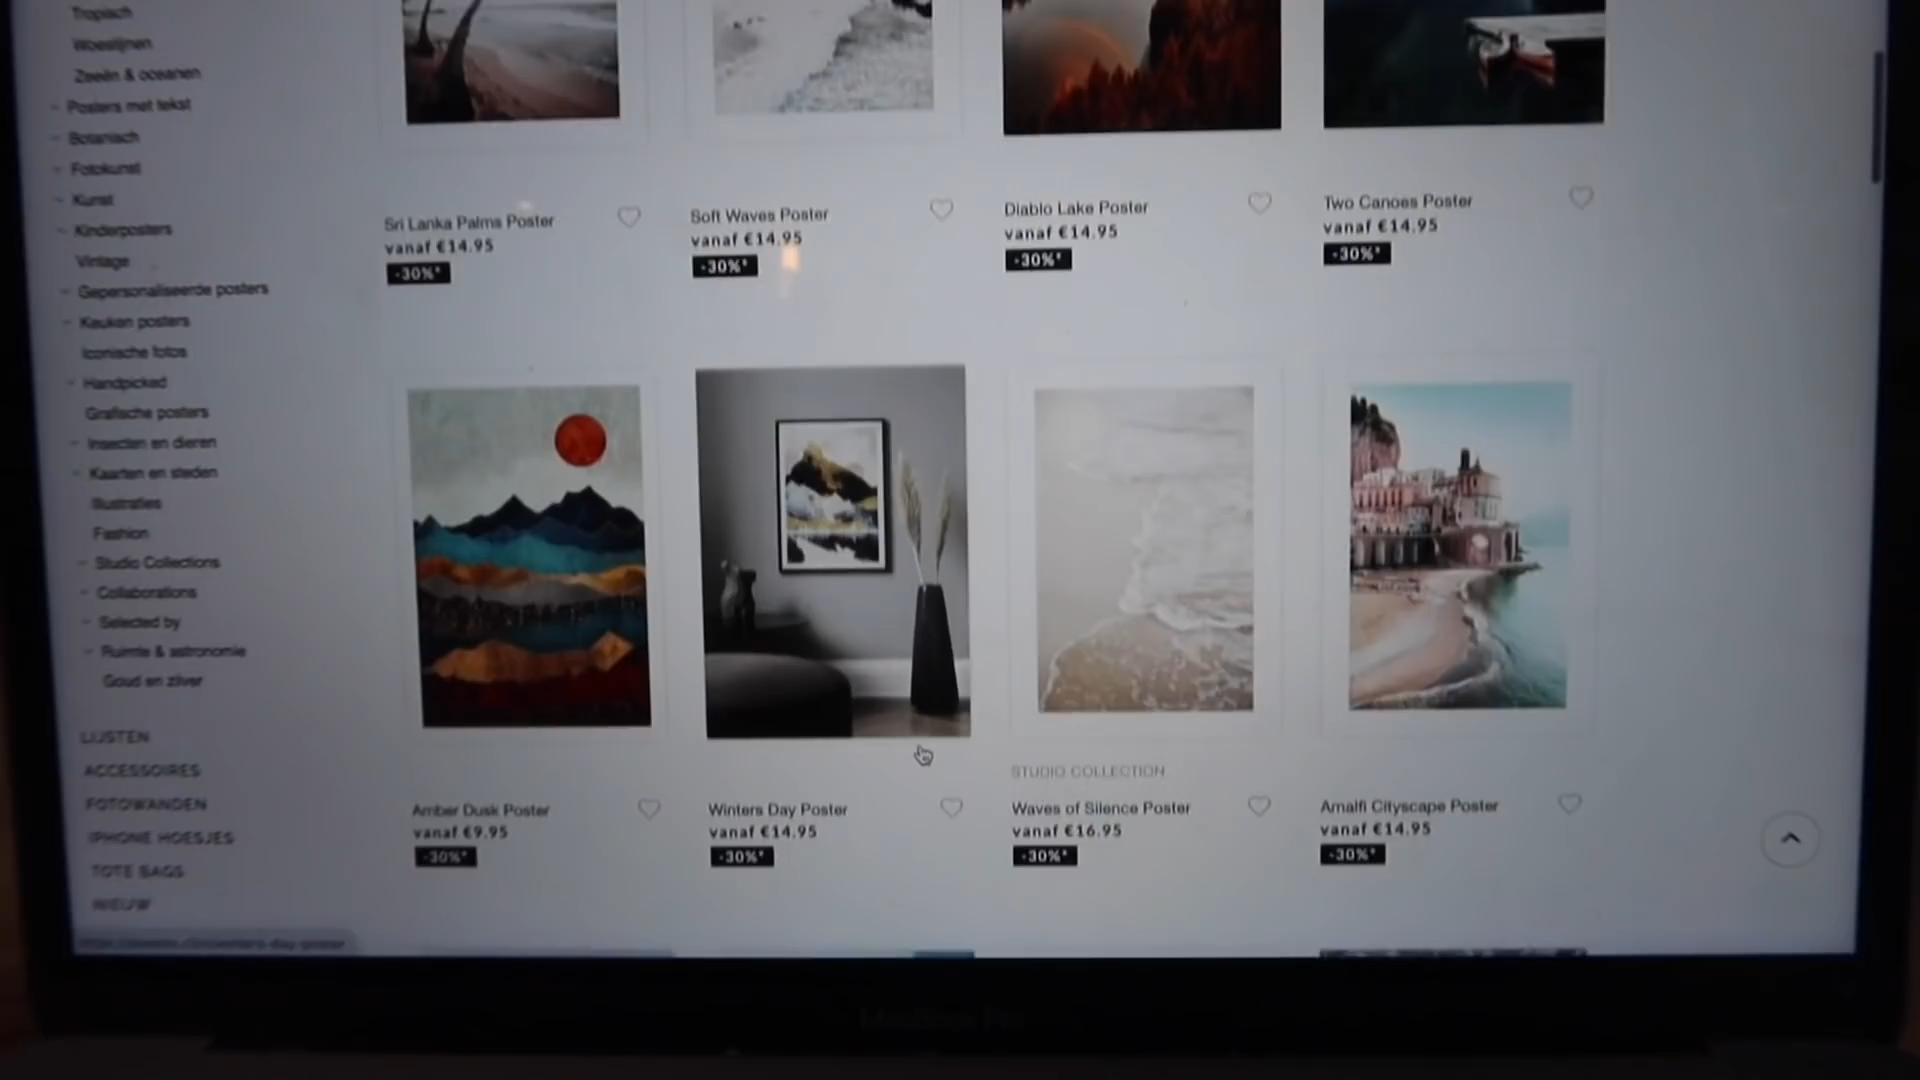 Tropisch
Woestijnen
Zeeën & oceanen
Posters met tekst
Botanisch
Fotokunst
Kunst
Kinderposters
Vintage
Gepersonaliseerde posters
Keuken posters
Iconische fotos
Handpicked
Grafische posters
Insecten en dieren
Kaarten en steden
Illustraties
Fashion
Studio Collections
Collaborations
Selected by
Ruimte & astronomie
Goud en zilver
LIJSTEN
ACCESSOIRES
FOTOWANDEN
IPHONE HOESJES
TOTE BAGS
NIEUW
Sri Lanka Palms Poster
vanaf €14.95
-30%*
Soft Waves Poster
vanaf €14.95
-30%*
Diablo Lake Poster
vanaf €14.95
-30%*
Two Canoes Poster
vanaf €14.95
-30%*
Amber Dusk Poster
vanaf €9.95
-30%*
Winters Day Poster
vanaf €14.95
-30%*
STUDIO COLLECTION
Waves of Silence Poster
vanaf €16.95
-30%*
Amalfi Cityscape Poster
vanaf €14.95
-30%*
MacBook Pro